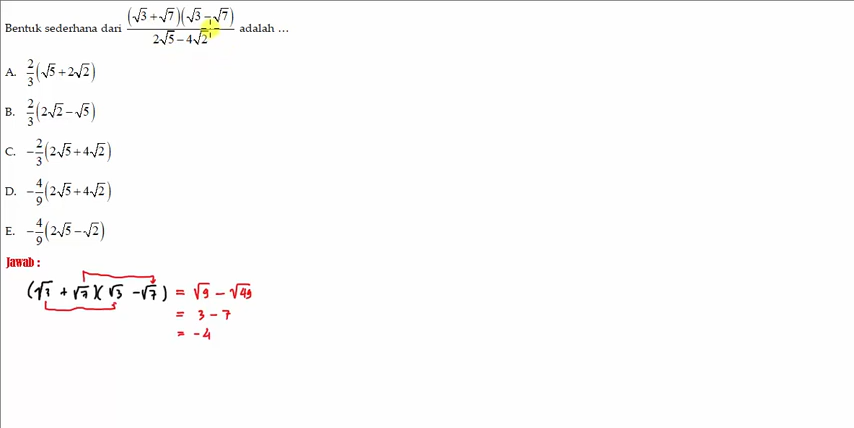 Bentuk sederhana dari (√3 + √7)(√3 − √7) / (2√5 − 4√2) adalah ...
A. 2/3 (√5 + 2√2)
B. 2/3 (2√2 − √5)
C. −2/3 (2√5 + 4√2)
D. −4/9 (2√5 + 4√2)
E. −4/9 (2√5 − √2)
Jawab :
(√3 + √7)(√3 − √7) = √9 − √49
= 3 − 7
= −4